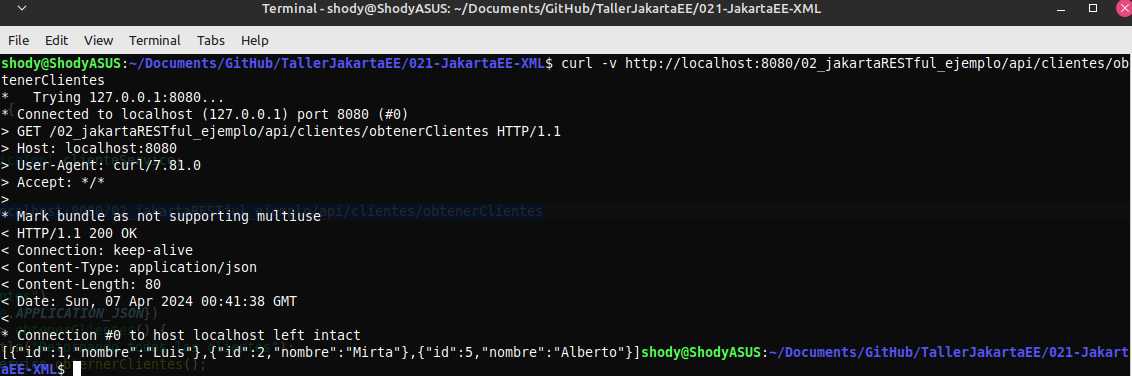 Terminal - shody@ShodyASUS: ~/Documents/GitHub/TallerJakartaEE/021-JakartaEE-XML
File Edit View Terminal Tabs Help
shody@ShodyASUS:~/Documents/GitHub/TallerJakartaEE/021-JakartaEE-XML$ curl -v http://localhost:8080/02_jakartaRESTful_ejemplo/api/clientes/ob
tenerClientes
*   Trying 127.0.0.1:8080...
* Connected to localhost (127.0.0.1) port 8080 (#0)
> GET /02_jakartaRESTful_ejemplo/api/clientes/obtenerClientes HTTP/1.1
> Host: localhost:8080
> User-Agent: curl/7.81.0
> Accept: */*
>
* Mark bundle as not supporting multiuse
< HTTP/1.1 200 OK
< Connection: keep-alive
< Content-Type: application/json
< Content-Length: 80
< Date: Sun, 07 Apr 2024 00:41:38 GMT
<
* Connection #0 to host localhost left intact
[{"id":1,"nombre":"Luis"},{"id":2,"nombre":"Mirta"},{"id":5,"nombre":"Alberto"}]shody@ShodyASUS:~/Documents/GitHub/TallerJakartaEE/021-Jakart
aEE-XML$